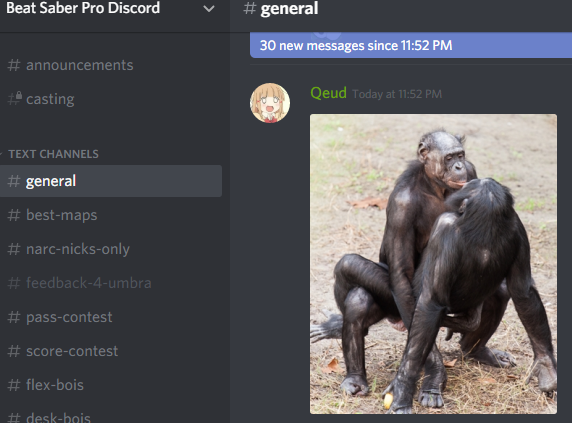 Beat Saber Pro Discord
# announcements
# casting
TEXT CHANNELS
# general
# best-maps
# narc-nicks-only
# feedback-4-umbra
# pass-contest
# score-contest
# flex-bois
# desk-bois
# general
30 new messages since 11:52 PM
Qeud Today at 11:52 PM